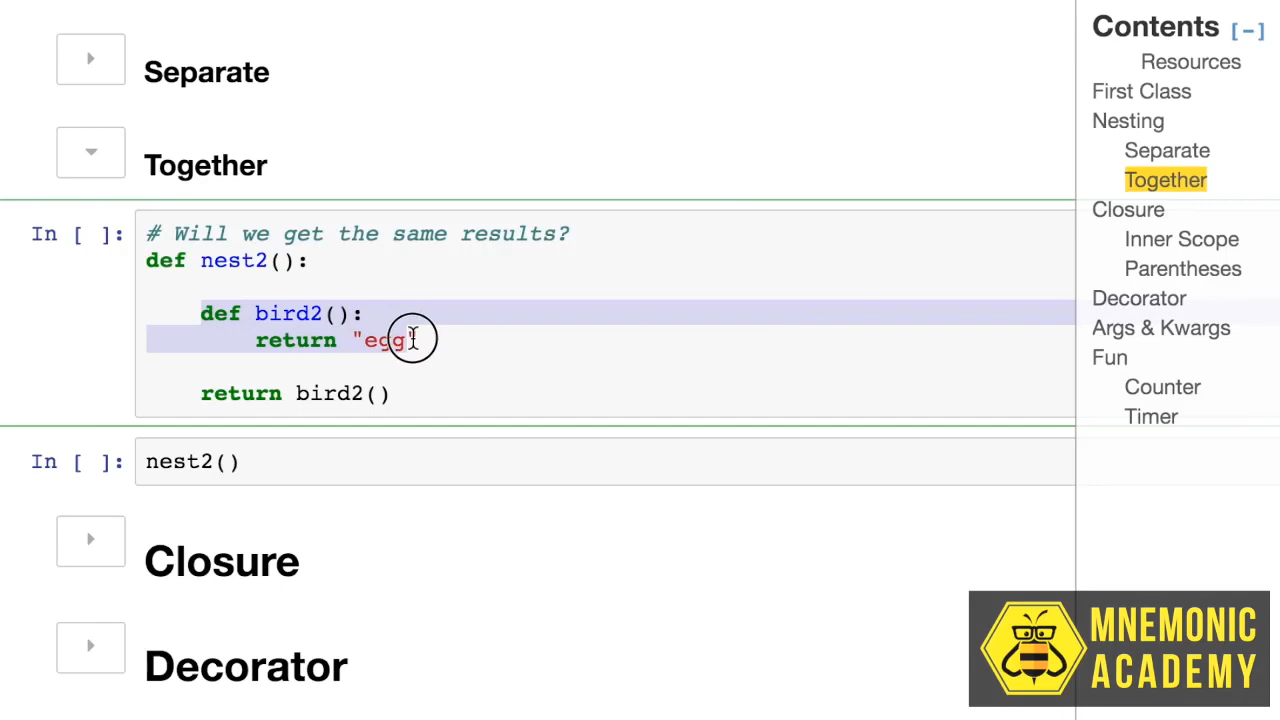 Separate
Together
In [ ]:
# Will we get the same results?
def nest2():
def bird2():
return "egg"
return bird2()
In [ ]:
nest2()
Closure
Decorator
Contents [-]
Resources
First Class
Nesting
Separate
Together
Closure
Inner Scope
Parentheses
Decorator
Args & Kwargs
Fun
Counter
Timer
MNEMONIC
ACADEMY